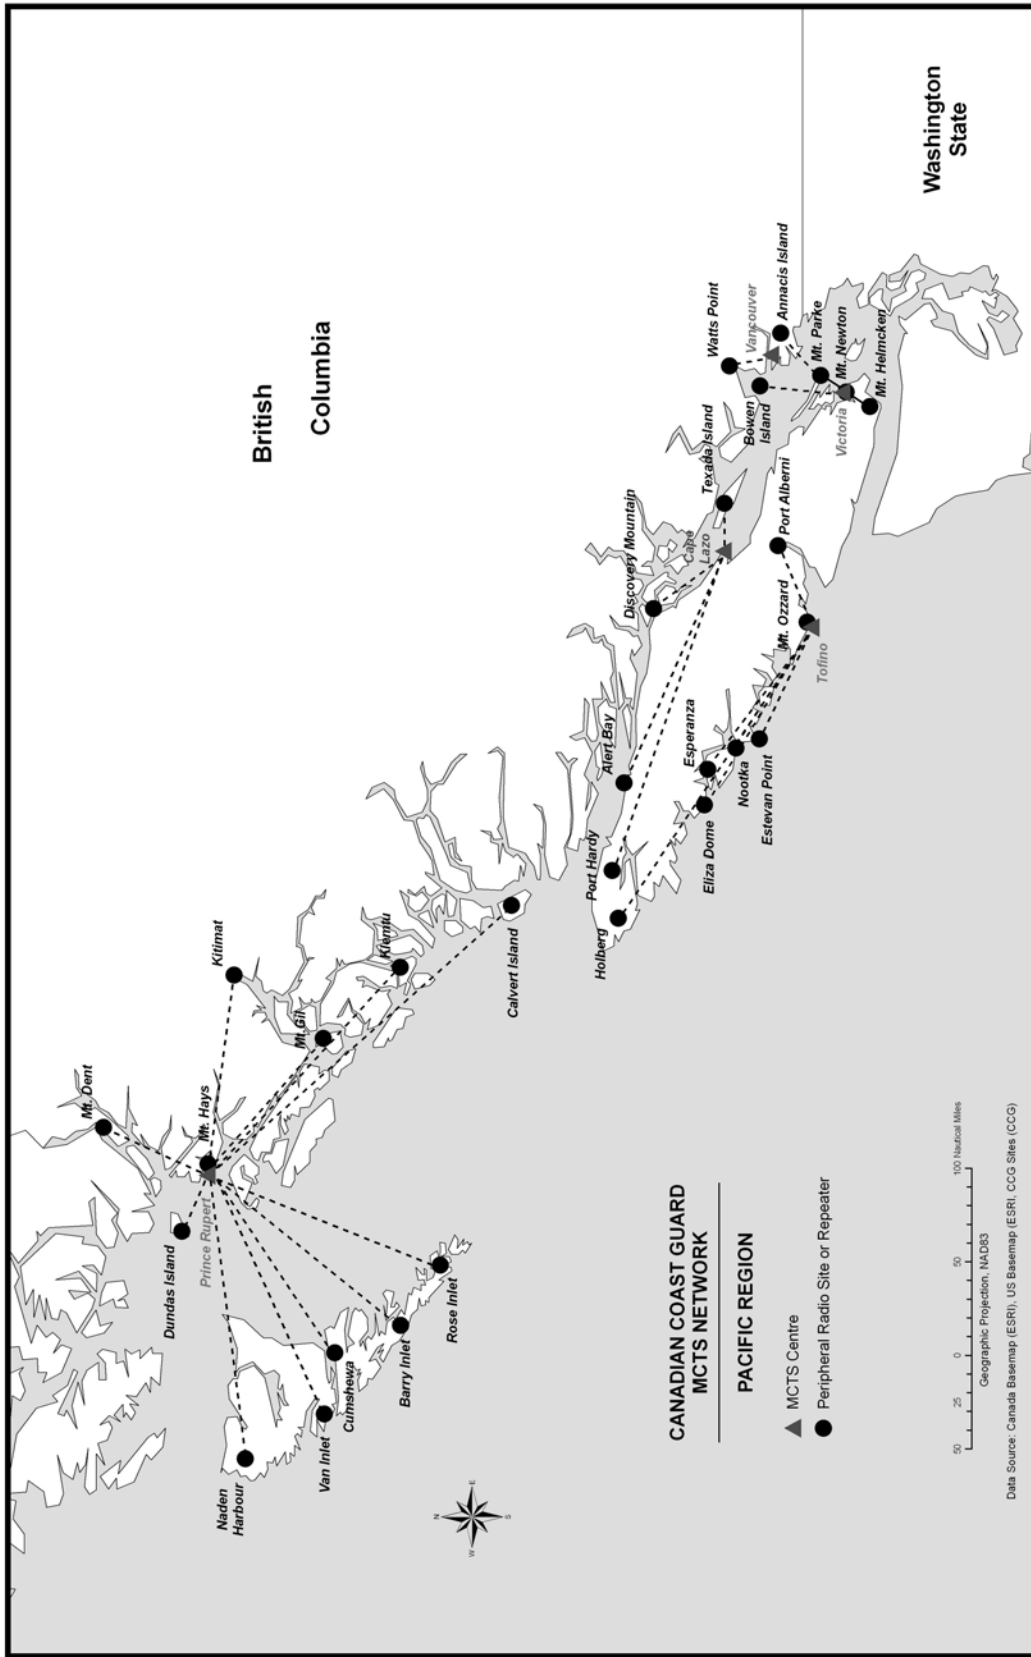 British
Columbia
Washington
State
Mt. Dent
Kitimat
Dundas Island
Mt. Hays
Prince Rupert
Naden
Harbour
Van Inlet
Cumshewa
Barry Inlet
Rose Inlet
Mt. Gil
Klemtu
Calvert Island
Holberg
Port Hardy
Alert Bay
Discovery Mountain
Texada Island
Cape
Lazo
Eliza Dome
Esperanza
Nootka
Estevan Point
Mt. Ozzard
Tofino
Port Alberni
Watts Point
Bowen
Island
Vancouver
Annacis Island
Mt. Parke
Mt. Newton
Victoria
Mt. Helmcken
N
W
E
S
CANADIAN COAST GUARD
MCTS NETWORK
PACIFIC REGION
MCTS Centre
Peripheral Radio Site or Repeater
50 25 0 50 100 Nautical Miles
Geographic Projection, NAD83
Data Source: Canada Basemap (ESRI), US Basemap (ESRI, CCG Sites (CCG)